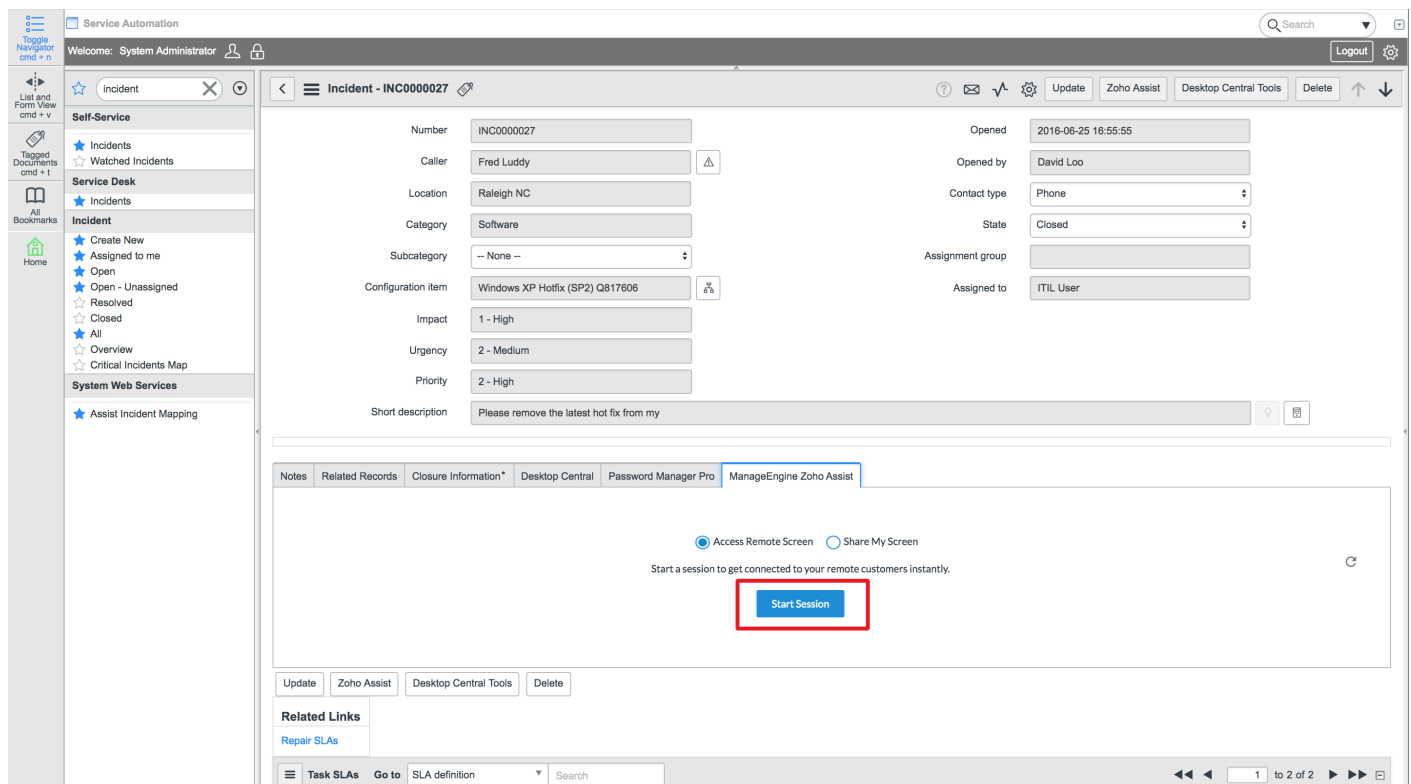 Service Automation
Search
Toggle
Navigator
cmd + n
Welcome: System Administrator
Logout
List and
Form View
cmd + v
Tagged
Documents
cmd + t
All
Bookmarks
Home
incident
Self-Service
Incidents
Watched Incidents
Service Desk
Incidents
Incident
Create New
Assigned to me
Open
Open - Unassigned
Resolved
Closed
All
Overview
Critical Incidents Map
System Web Services
Assist Incident Mapping
Incident - INC0000027
Update Zoho Assist Desktop Central Tools Delete
Number INC0000027 Opened 2016-06-25 16:55:55
Caller Fred Luddy Opened by David Loo
Location Raleigh NC Contact type Phone
Category Software State Closed
Subcategory -- None -- Assignment group
Configuration item Windows XP Hotfix (SP2) Q817606 Assigned to ITIL User
Impact 1 - High
Urgency 2 - Medium
Priority 2 - High
Short description Please remove the latest hot fix from my
Notes Related Records Closure Information* Desktop Central Password Manager Pro ManageEngine Zoho Assist
Access Remote Screen Share My Screen
Start a session to get connected to your remote customers instantly.
Start Session
Update Zoho Assist Desktop Central Tools Delete
Related Links
Repair SLAs
Task SLAs Go to SLA definition Search 1 to 2 of 2